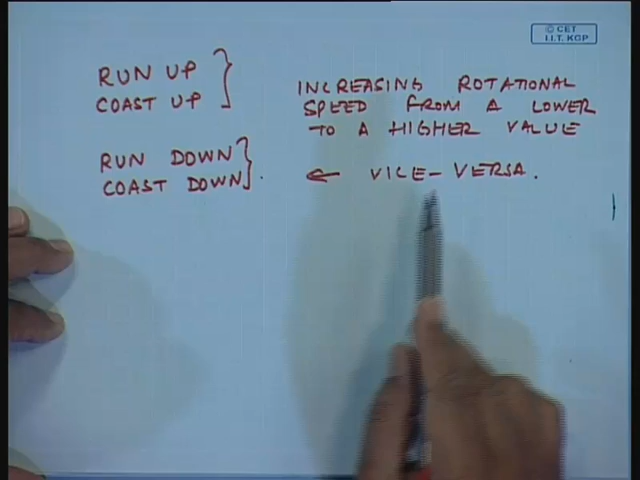 © CET
I.I.T. KGP
RUN UP
COAST UP
INCREASING ROTATIONAL
SPEED FROM A LOWER
TO A HIGHER VALUE
RUN DOWN
COAST DOWN.
← VICE-VERSA.